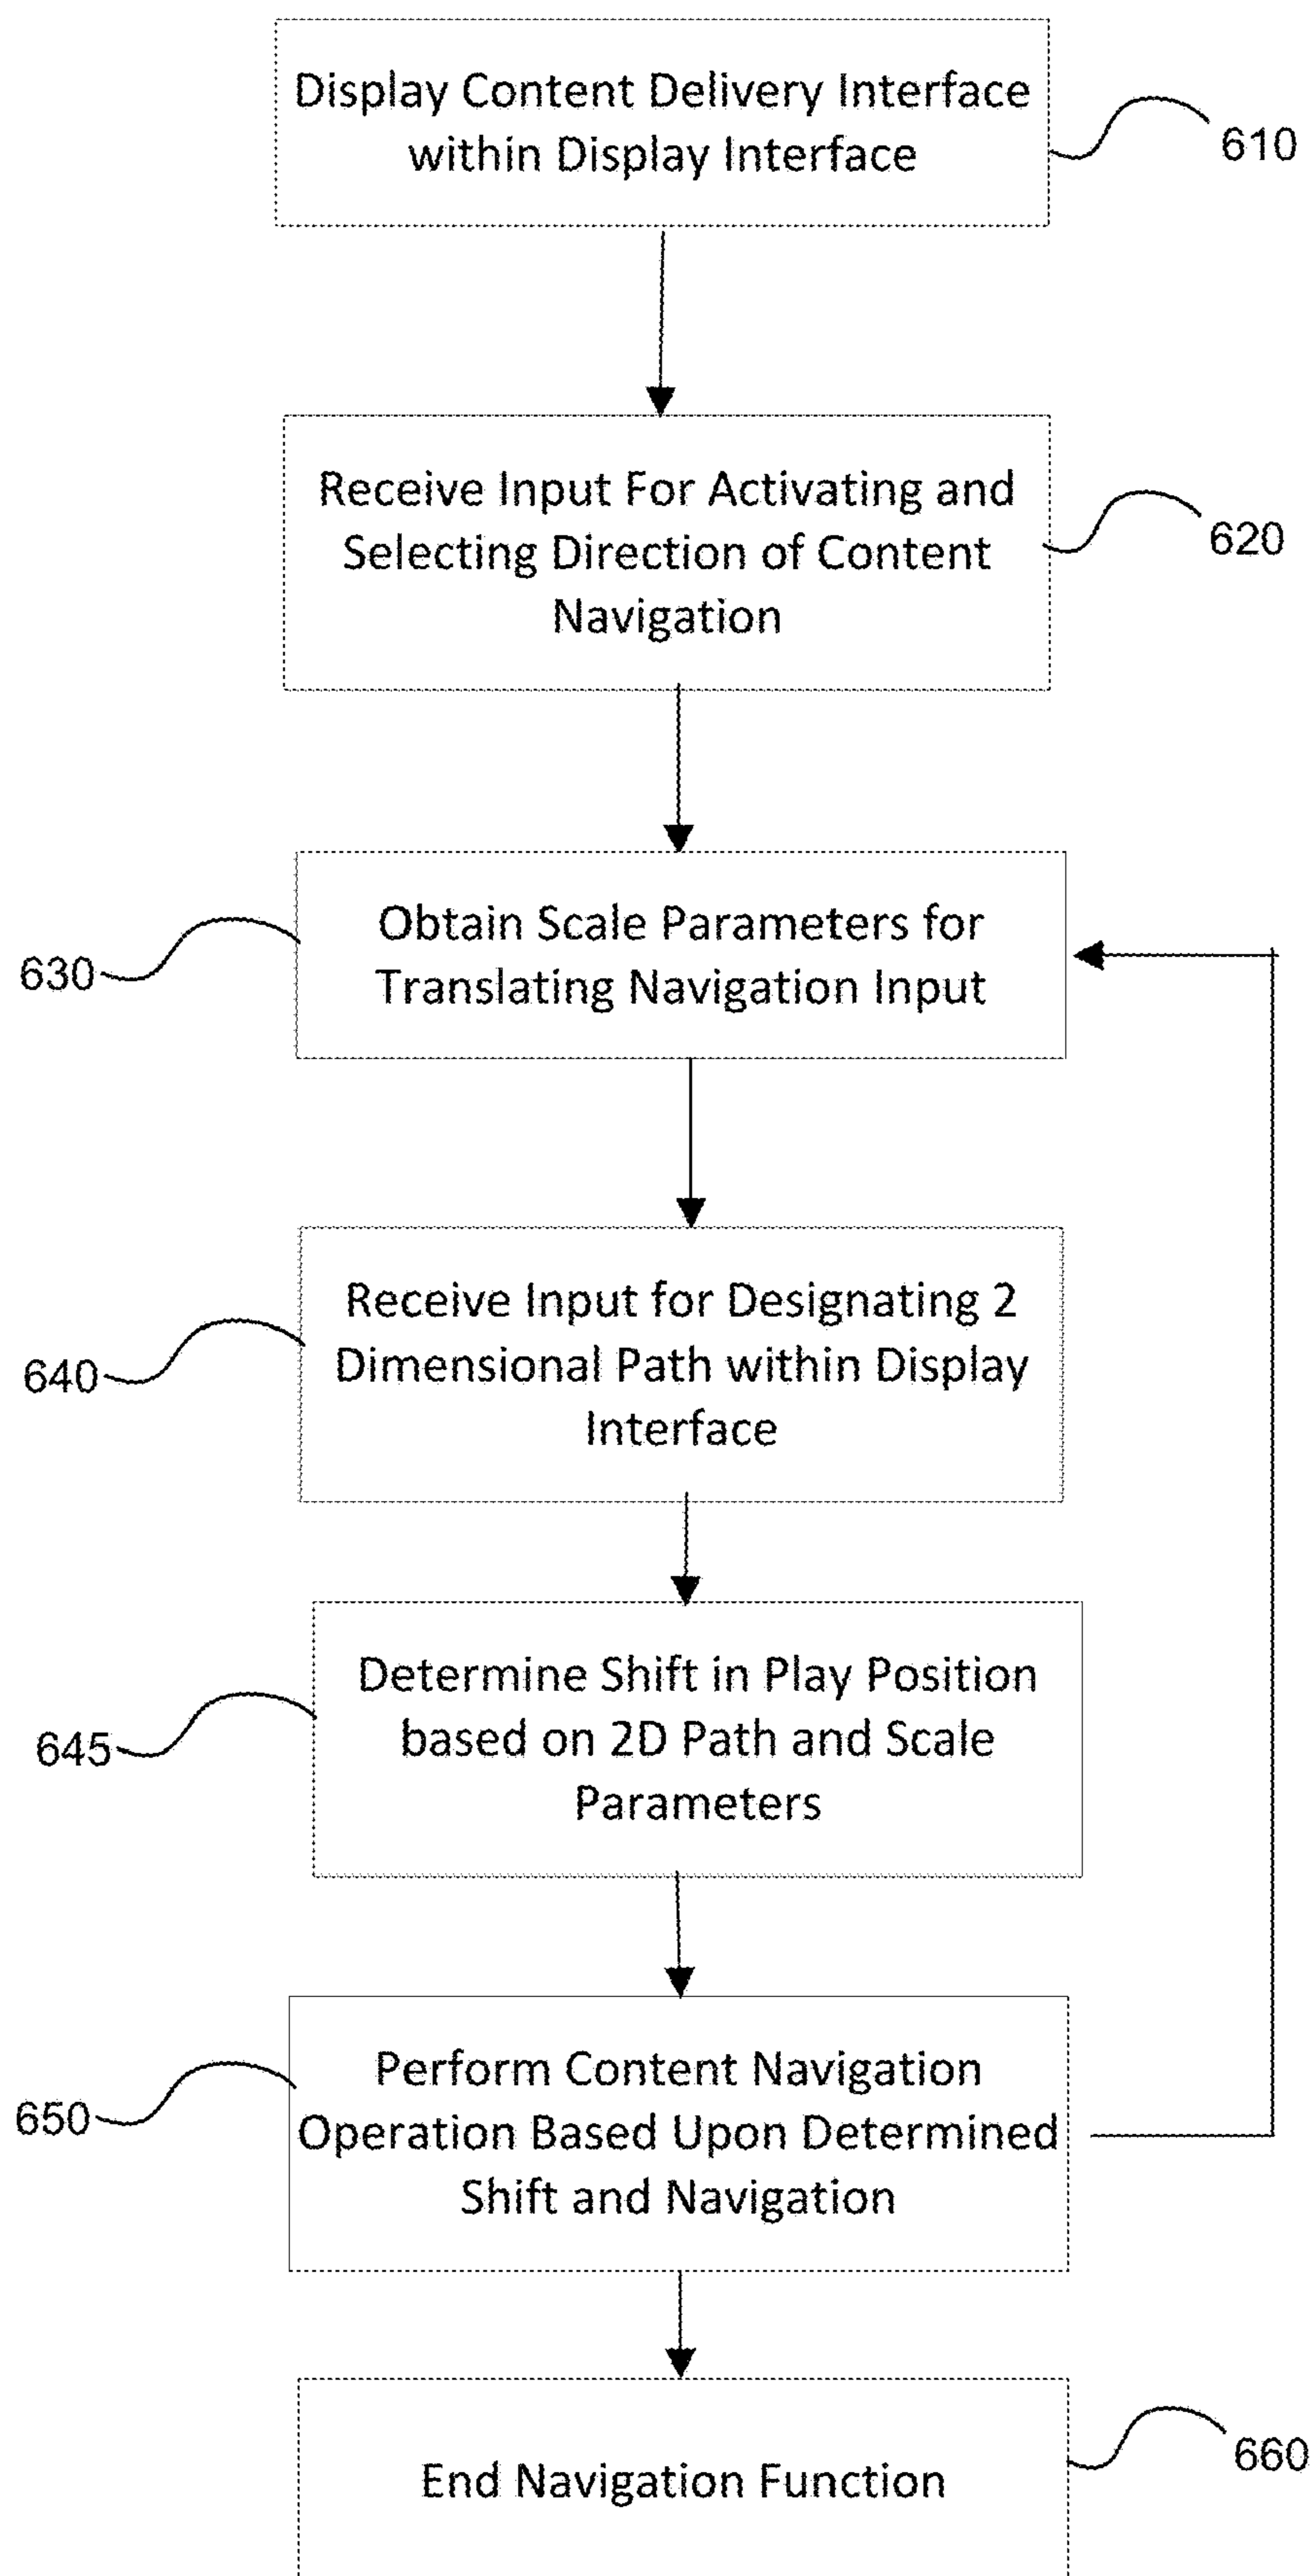 Display Content Delivery Interface
within Display Interface
610
Receive Input For Activating and
Selecting Direction of Content
Navigation
620
Obtain Scale Parameters for
Translating Navigation Input
630
Receive Input for Designating 2
Dimensional Path within Display
Interface
640
Determine Shift in Play Position
based on 2D Path and Scale
Parameters
645
Perform Content Navigation
Operation Based Upon Determined
Shift and Navigation
650
End Navigation Function
660